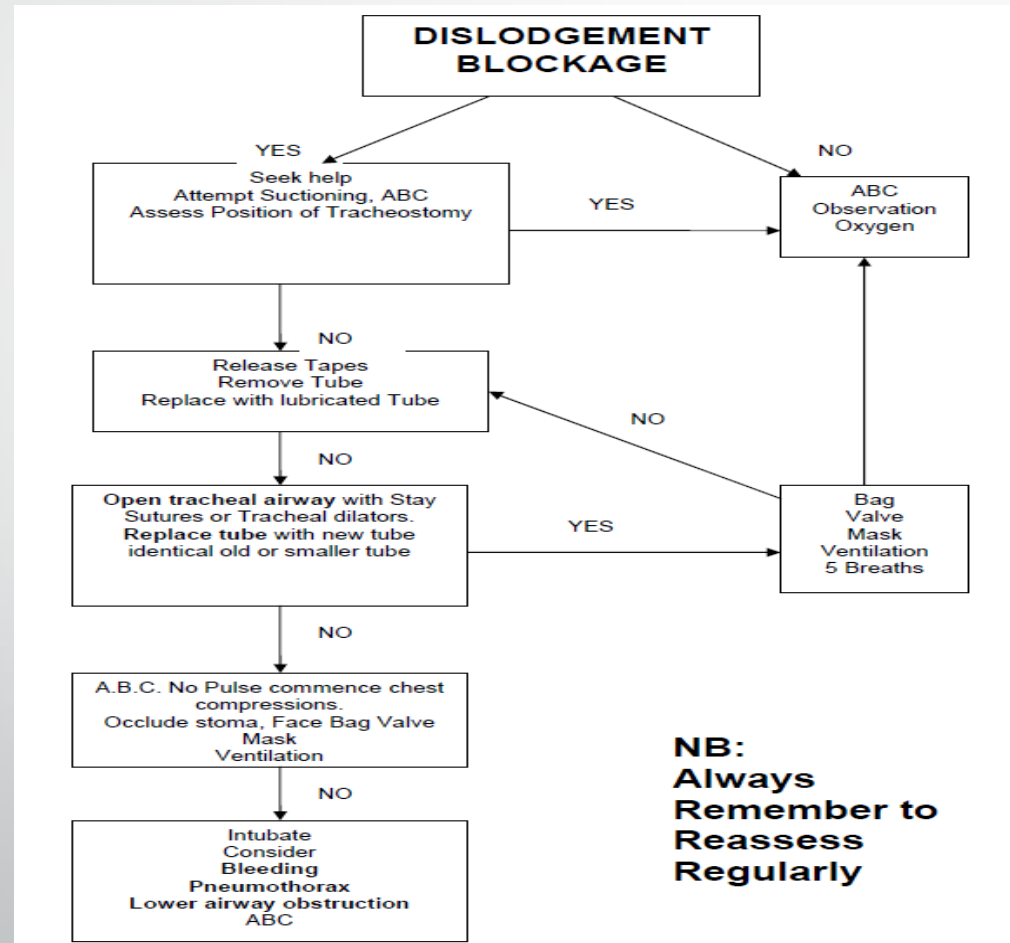 DISLODGEMENT
BLOCKAGE
YES
NO
Seek help
Attempt Suctioning, ABC
Assess Position of Tracheostomy
YES
ABC
Observation
Oxygen
NO
Release Tapes
Remove Tube
Replace with lubricated Tube
NO
NO
Open tracheal airway with Stay
Sutures or Tracheal dilators.
Replace tube with new tube
identical old or smaller tube
YES
Bag
Valve
Mask
Ventilation
5 Breaths
NO
A.B.C. No Pulse commence chest
compressions.
Occlude stoma, Face Bag Valve
Mask
Ventilation
NO
Intubate
Consider
Bleeding
Pneumothorax
Lower airway obstruction
ABC
NB:
Always
Remember to
Reassess
Regularly